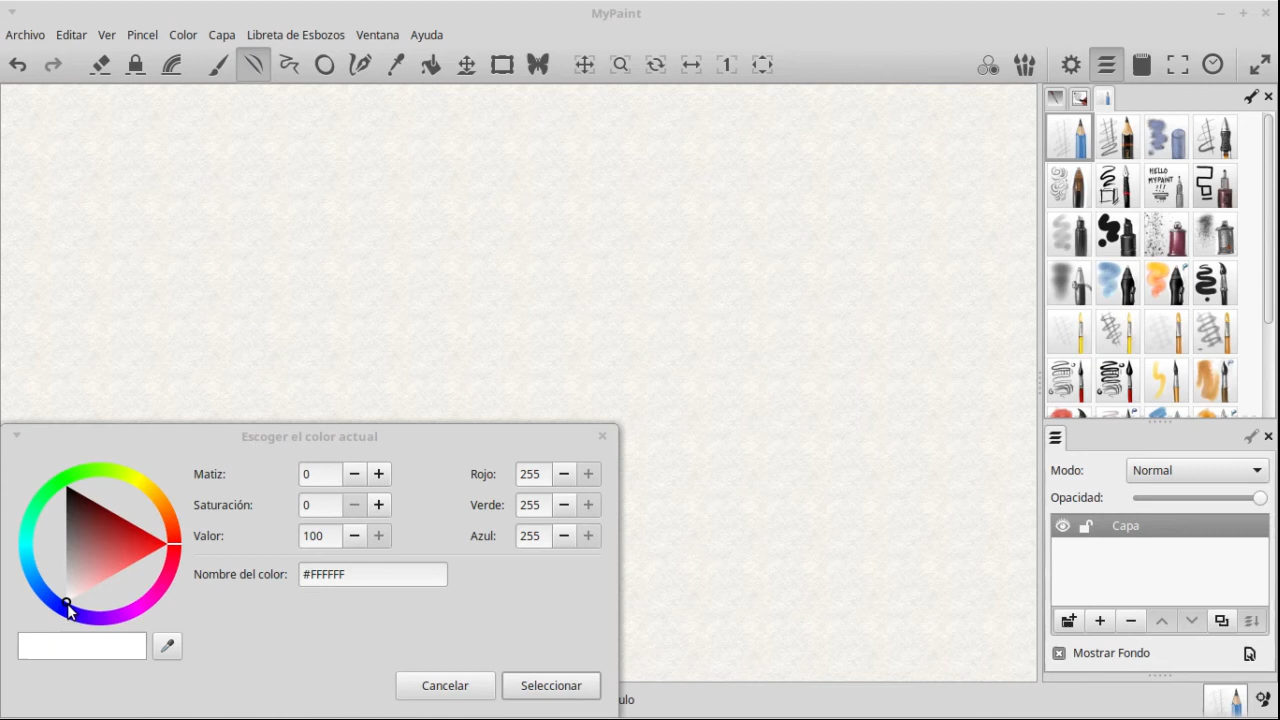 MyPaint
Archivo Editar Ver Pincel Color Capa Libreta de Esbozos Ventana Ayuda
1
HELLO
MYPAINT
!!!
Escoger el color actual
Matiz: 0 Rojo: 255
Saturación: 0 Verde: 255
Valor: 100 Azul: 255
Nombre del color: #FFFFFF
Cancelar Seleccionar
ulo
Modo: Normal
Opacidad:
Capa
Mostrar Fondo